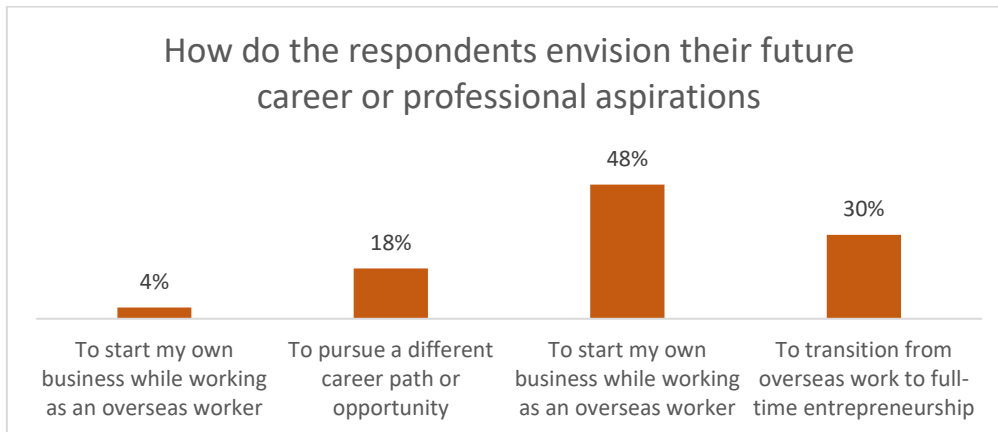 How do the respondents envision their future
career or professional aspirations
4%
18%
48%
30%
To start my own
business while working
as an overseas worker
To pursue a different
career path or
opportunity
To start my own
business while working
as an overseas worker
To transition from
overseas work to full-
time entrepreneurship